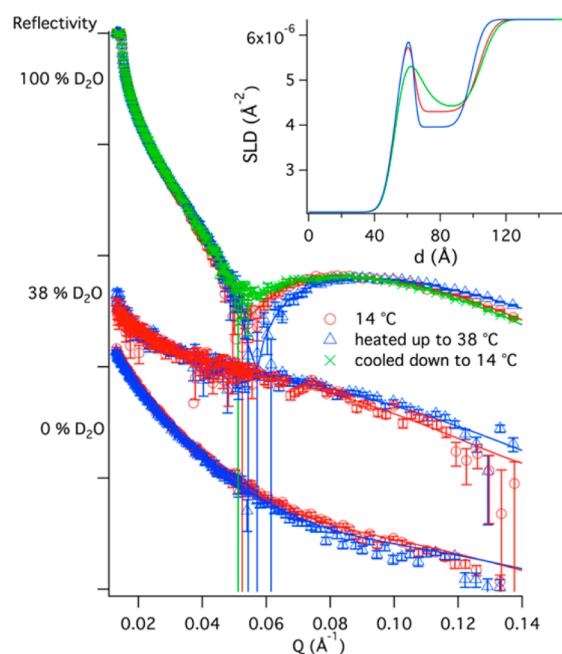 Reflectivity
100 % D₂O
38 % D₂O
0 % D₂O
6x10⁻⁶
5
4
3
SLD (Å⁻²)
0 40 80 120
d (Å)
14 °C
heated up to 38 °C
cooled down to 14 °C
0.02 0.04 0.06 0.08 0.10 0.12 0.14
Q (Å⁻¹)